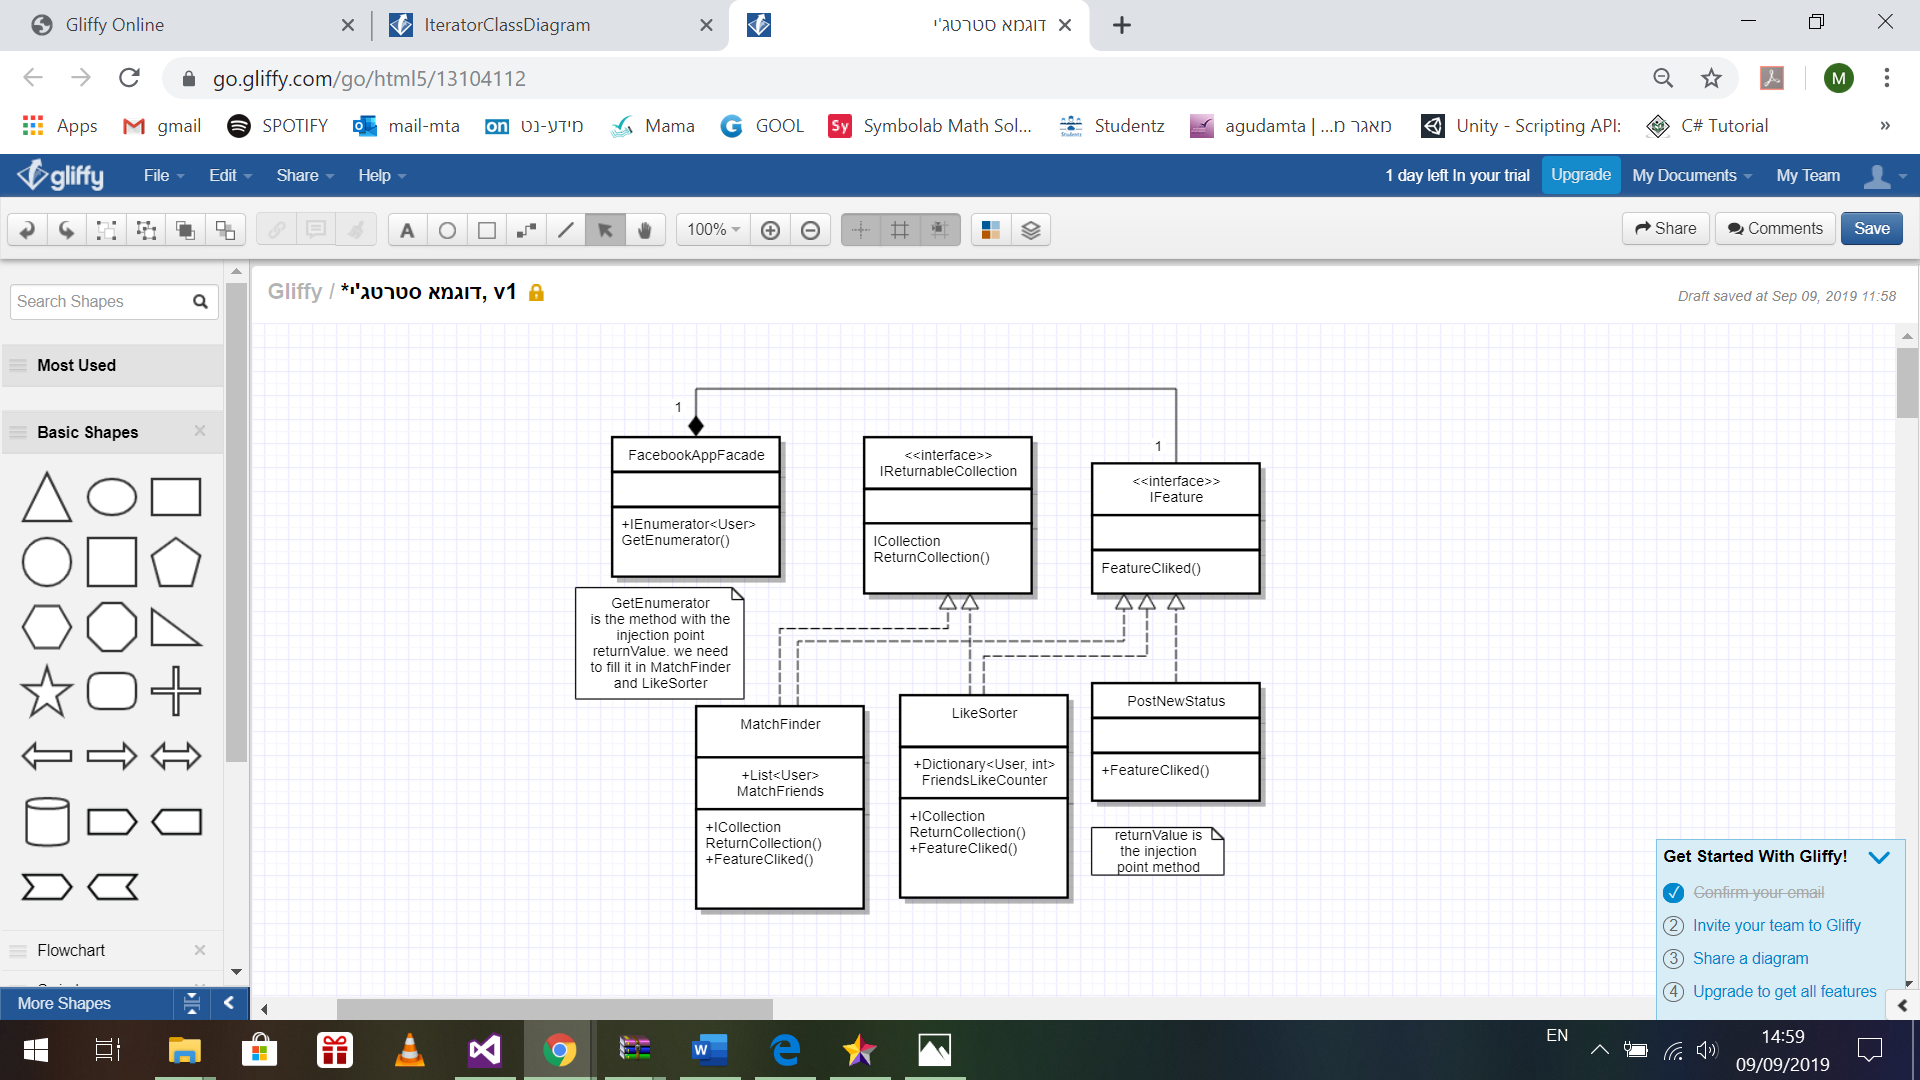 Gliffy Online
IteratorClassDiagram
דוגמא סטרטג'י
go.gliffy.com/go/html5/13104112
M
Apps
gmail
SPOTIFY
mail-mta
on מידע-נט
Mama
GOOL
Sy Symbolab Math Sol...
Studentz
agudamta | ...מאגר מ
Unity - Scripting API:
C# Tutorial
»
gliffy
File
Edit
Share
Help
1 day left In your trial
Upgrade
My Documents
My Team
A
100%
Share
Comments
Save
Search Shapes
Gliffy / *דוגמא סטרטג'י, v1
Draft saved at Sep 09, 2019 11:58
Most Used
Basic Shapes
Flowchart
More Shapes
1
1
FacebookAppFacade
+IEnumerator<User>
GetEnumerator()
<<interface>>
IReturnableCollection
ICollection
ReturnCollection()
<<interface>>
IFeature
FeatureCliked()
GetEnumerator
is the method with the
injection point
returnValue. we need
to fill it in MatchFinder
and LikeSorter
MatchFinder
+List<User>
MatchFriends
+ICollection
ReturnCollection()
+FeatureCliked()
LikeSorter
+Dictionary<User, int>
FriendsLikeCounter
+ICollection
ReturnCollection()
+FeatureCliked()
PostNewStatus
+FeatureCliked()
returnValue is
the injection
point method
Get Started With Gliffy!
Confirm your email
2 Invite your team to Gliffy
3 Share a diagram
4 Upgrade to get all features
EN
14:59
09/09/2019